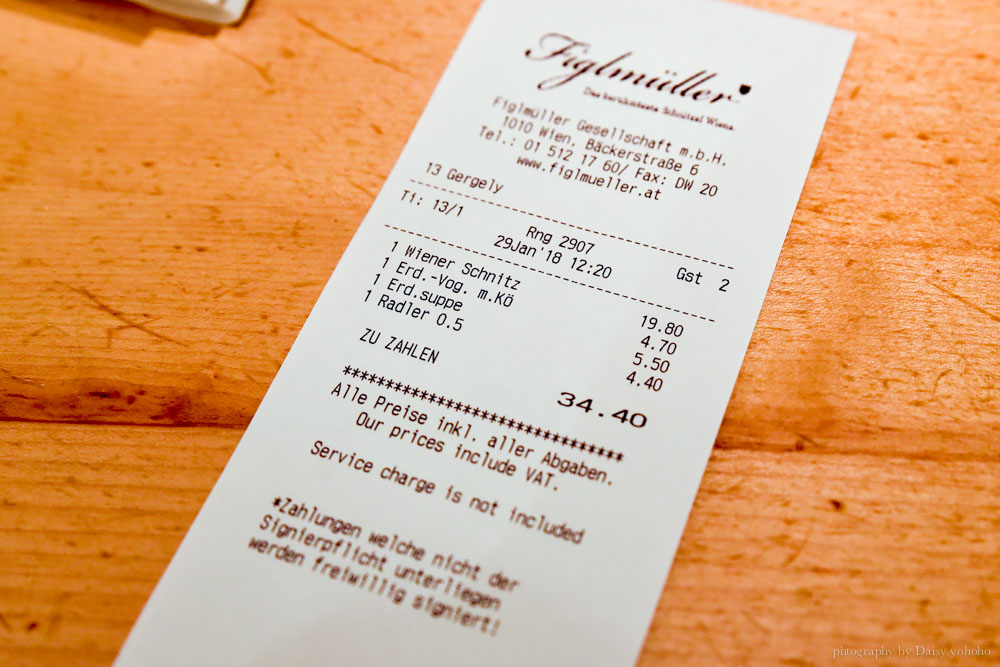 Figlmüller
Das berühmteste Schnitzel Wiens.
Figlmüller Gesellschaft m.b.H.
1010 Wien, Bäckerstraße 6
Tel.: 01 512 17 60/ Fax: DW 20
www.figlmueller.at
13 Gergely
Ti: 13/1 Rng 2907 Gst 2
29Jan'18 12:20
1 Wiener Schnitz 19.80
1 Erd.-Vog. m.Kö 4.70
1 Erd.suppe 5.50
1 Radler 0.5 4.40
ZU ZAHLEN 34.40
************************************
Alle Preise inkl. aller Abgaben.
Our prices include VAT.
Service charge is not included
*Zahlungen welche nicht der
Signierpflicht unterliegen
werden freiwillig signiert!
phtography by Daisy yohoho